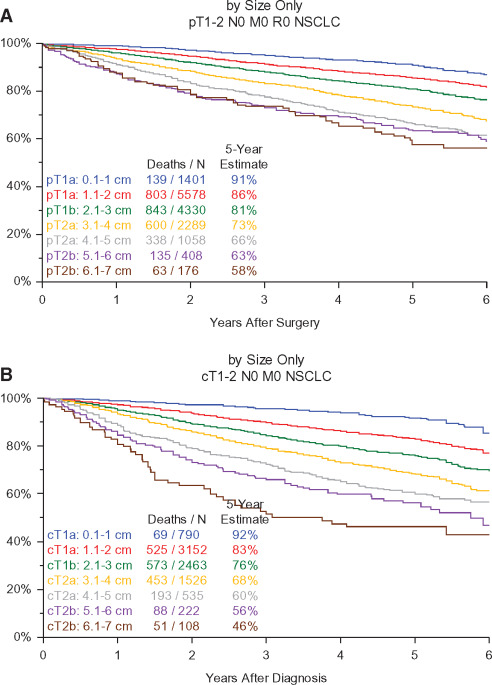 A
by Size Only
pT1-2 N0 M0 R0 NSCLC
100%
80%
60%
40%
20%
0%
5-Year
Deaths / N Estimate
pT1a: 0.1-1 cm 139 / 1401 91%
pT1a: 1.1-2 cm 803 / 5578 86%
pT1b: 2.1-3 cm 843 / 4330 81%
pT2a: 3.1-4 cm 600 / 2289 73%
pT2a: 4.1-5 cm 338 / 1058 66%
pT2b: 5.1-6 cm 135 / 408 63%
pT2b: 6.1-7 cm 63 / 176 58%
0 1 2 3 4 5 6
Years After Surgery
B
by Size Only
cT1-2 N0 M0 NSCLC
100%
80%
60%
40%
20%
0%
5-Year
Deaths / N Estimate
cT1a: 0.1-1 cm 69 / 790 92%
cT1a: 1.1-2 cm 525 / 3152 83%
cT1b: 2.1-3 cm 573 / 2463 76%
cT2a: 3.1-4 cm 453 / 1526 68%
cT2a: 4.1-5 cm 193 / 535 60%
cT2b: 5.1-6 cm 88 / 222 56%
cT2b: 6.1-7 cm 51 / 108 46%
0 1 2 3 4 5 6
Years After Diagnosis